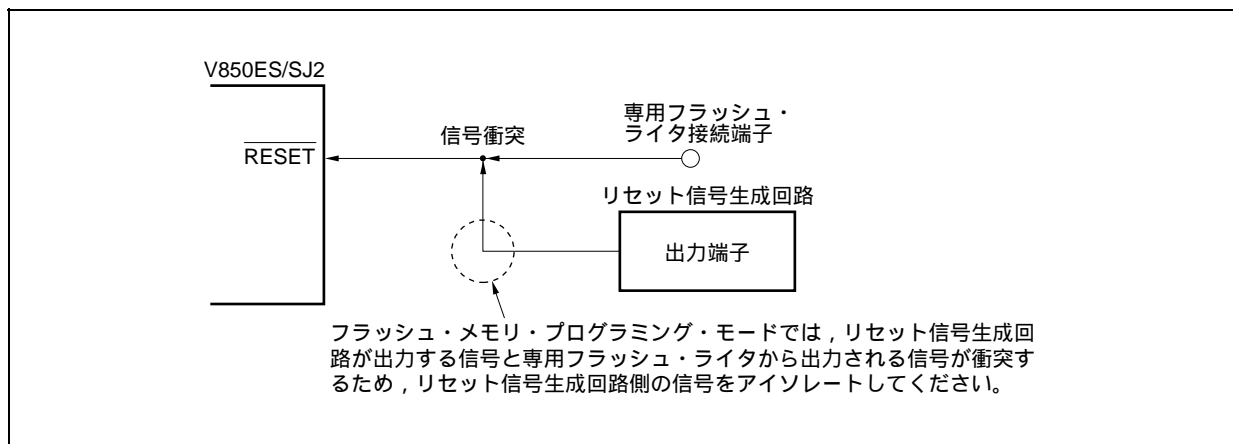 V850ES/SJ2
専用フラッシュ・
ライタ接続端子
信号衝突
RESET
リセット信号生成回路
出力端子
フラッシュ・メモリ・プログラミング・モードでは，リセット信号生成回
路が出力する信号と専用フラッシュ・ライタから出力される信号が衝突す
るため，リセット信号生成回路側の信号をアイソレートしてください。